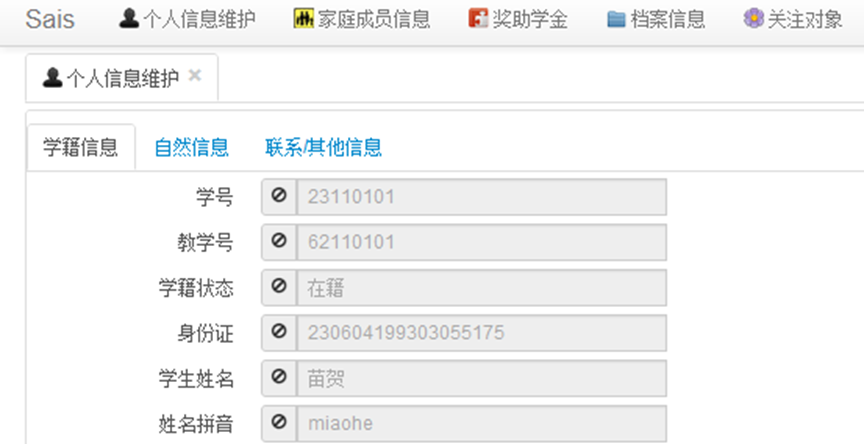 Sais 个人信息维护 家庭成员信息 奖助学金 档案信息 关注对象
个人信息维护 ×
学籍信息 自然信息 联系/其他信息
学号 23110101
教学号 62110101
学籍状态 在籍
身份证 230604199303055175
学生姓名 苗贺
姓名拼音 miaohe